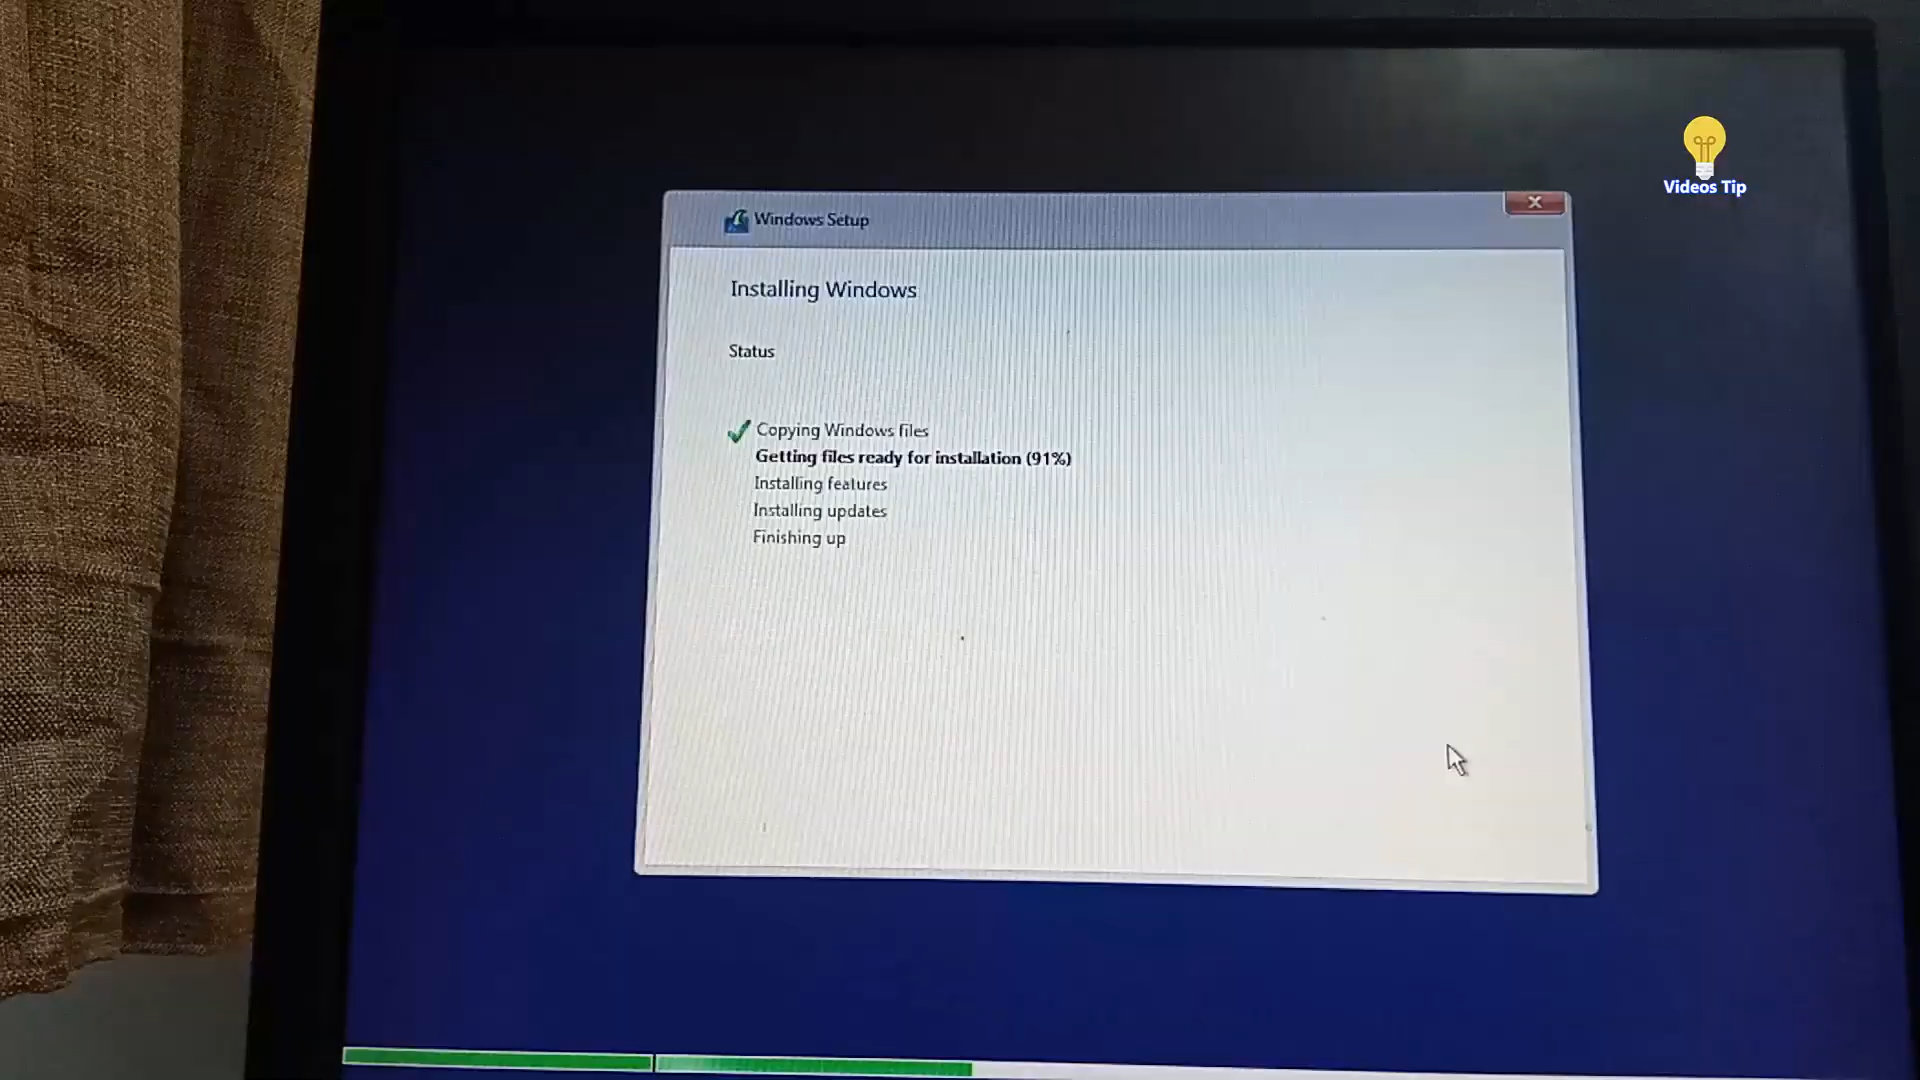 Videos Tip
Windows Setup
Installing Windows
Status
Copying Windows files
Getting files ready for installation (91%)
Installing features
Installing updates
Finishing up